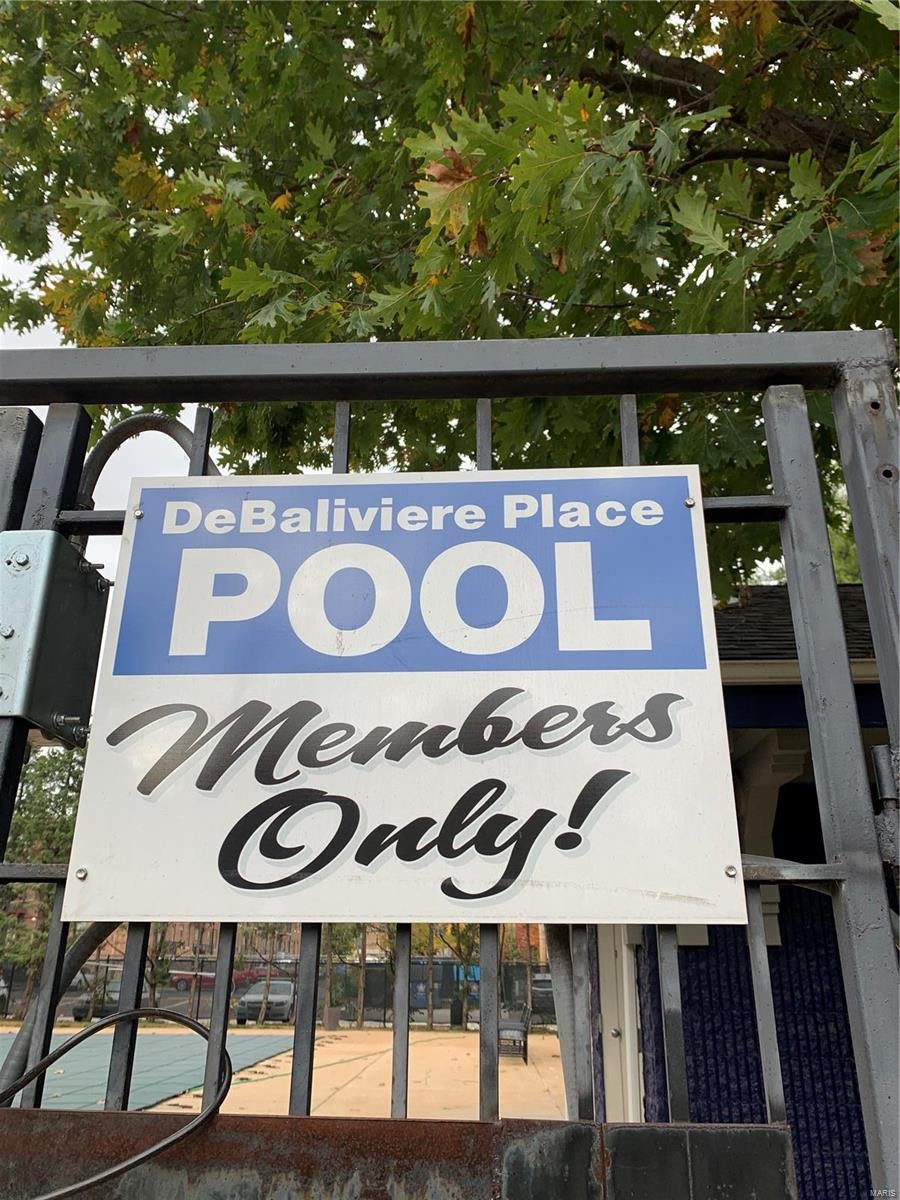 DeBaliviere Place
POOL
Members
Only!
MARIS